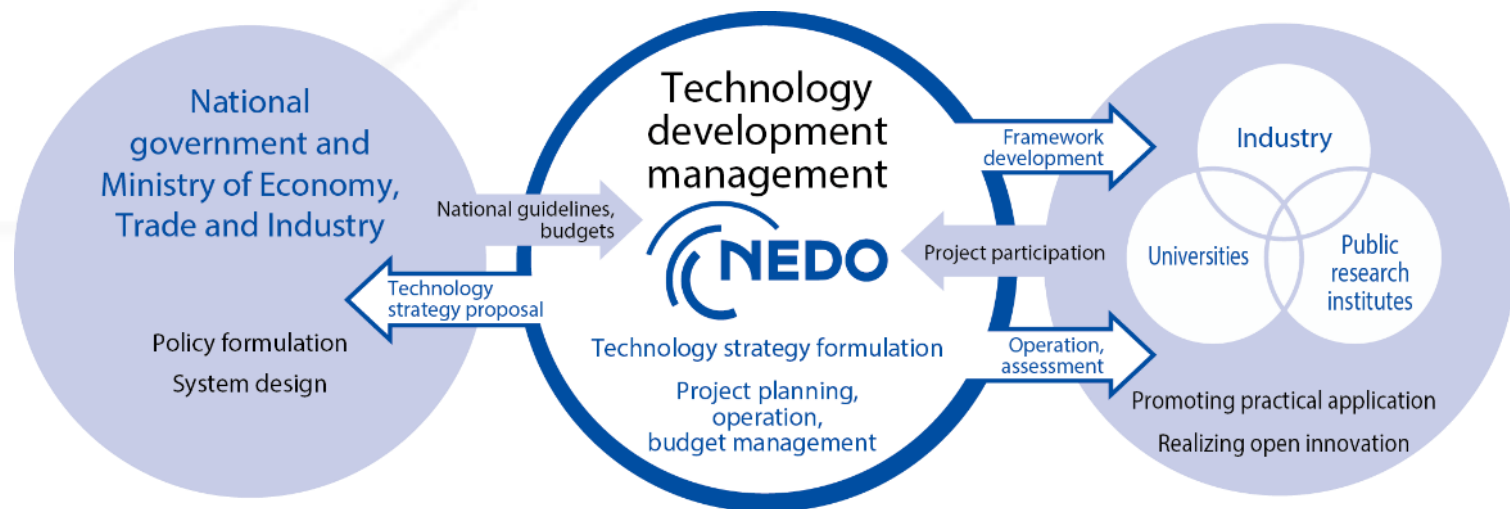 National
government and
Ministry of Economy,
Trade and Industry
Policy formulation
System design
National guidelines,
budgets
Technology
strategy proposal
Technology
development
management
NEDO
Technology strategy formulation
Project planning,
operation,
budget management
Framework
development
Project participation
Operation,
assessment
Industry
Universities
Public
research
institutes
Promoting practical application
Realizing open innovation